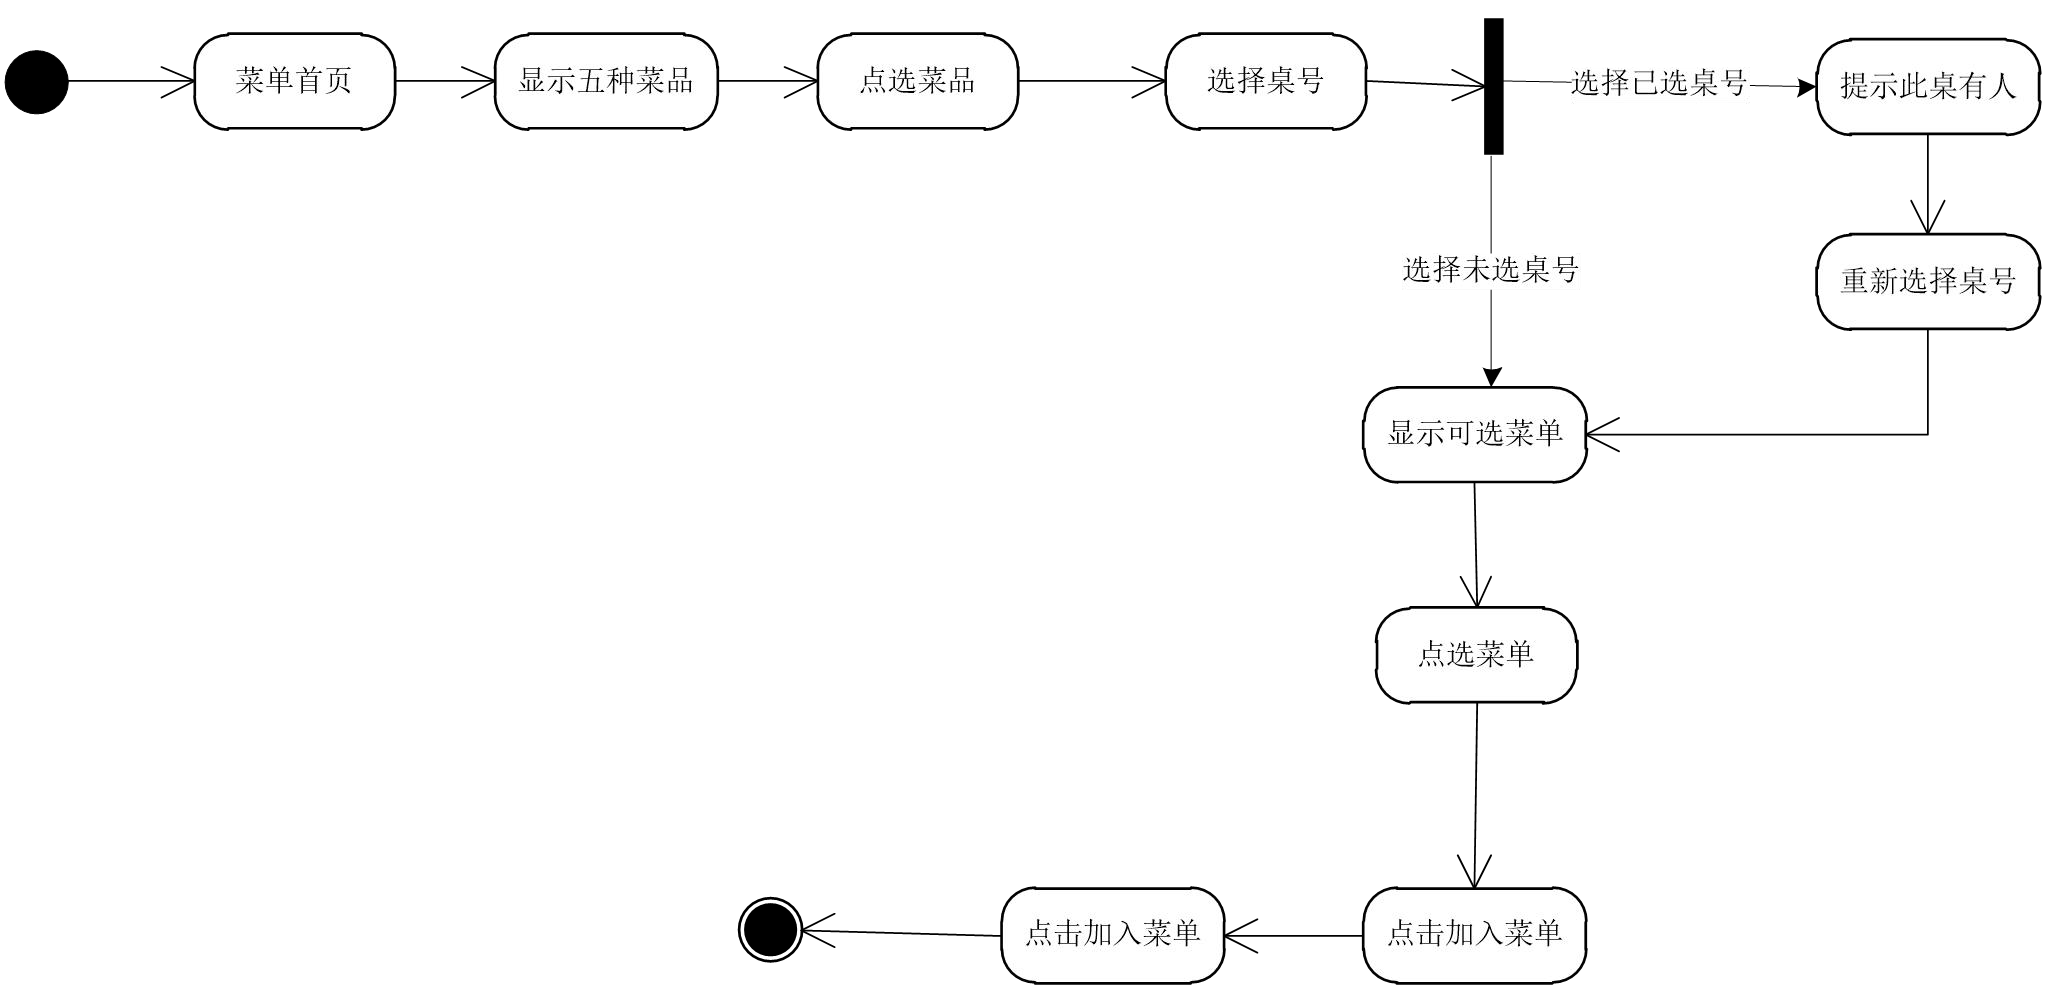 菜单首页
显示五种菜品
点选菜品
选择桌号
选择已选桌号
提示此桌有人
选择未选桌号
重新选择桌号
显示可选菜单
点选菜单
点击加入菜单
点击加入菜单